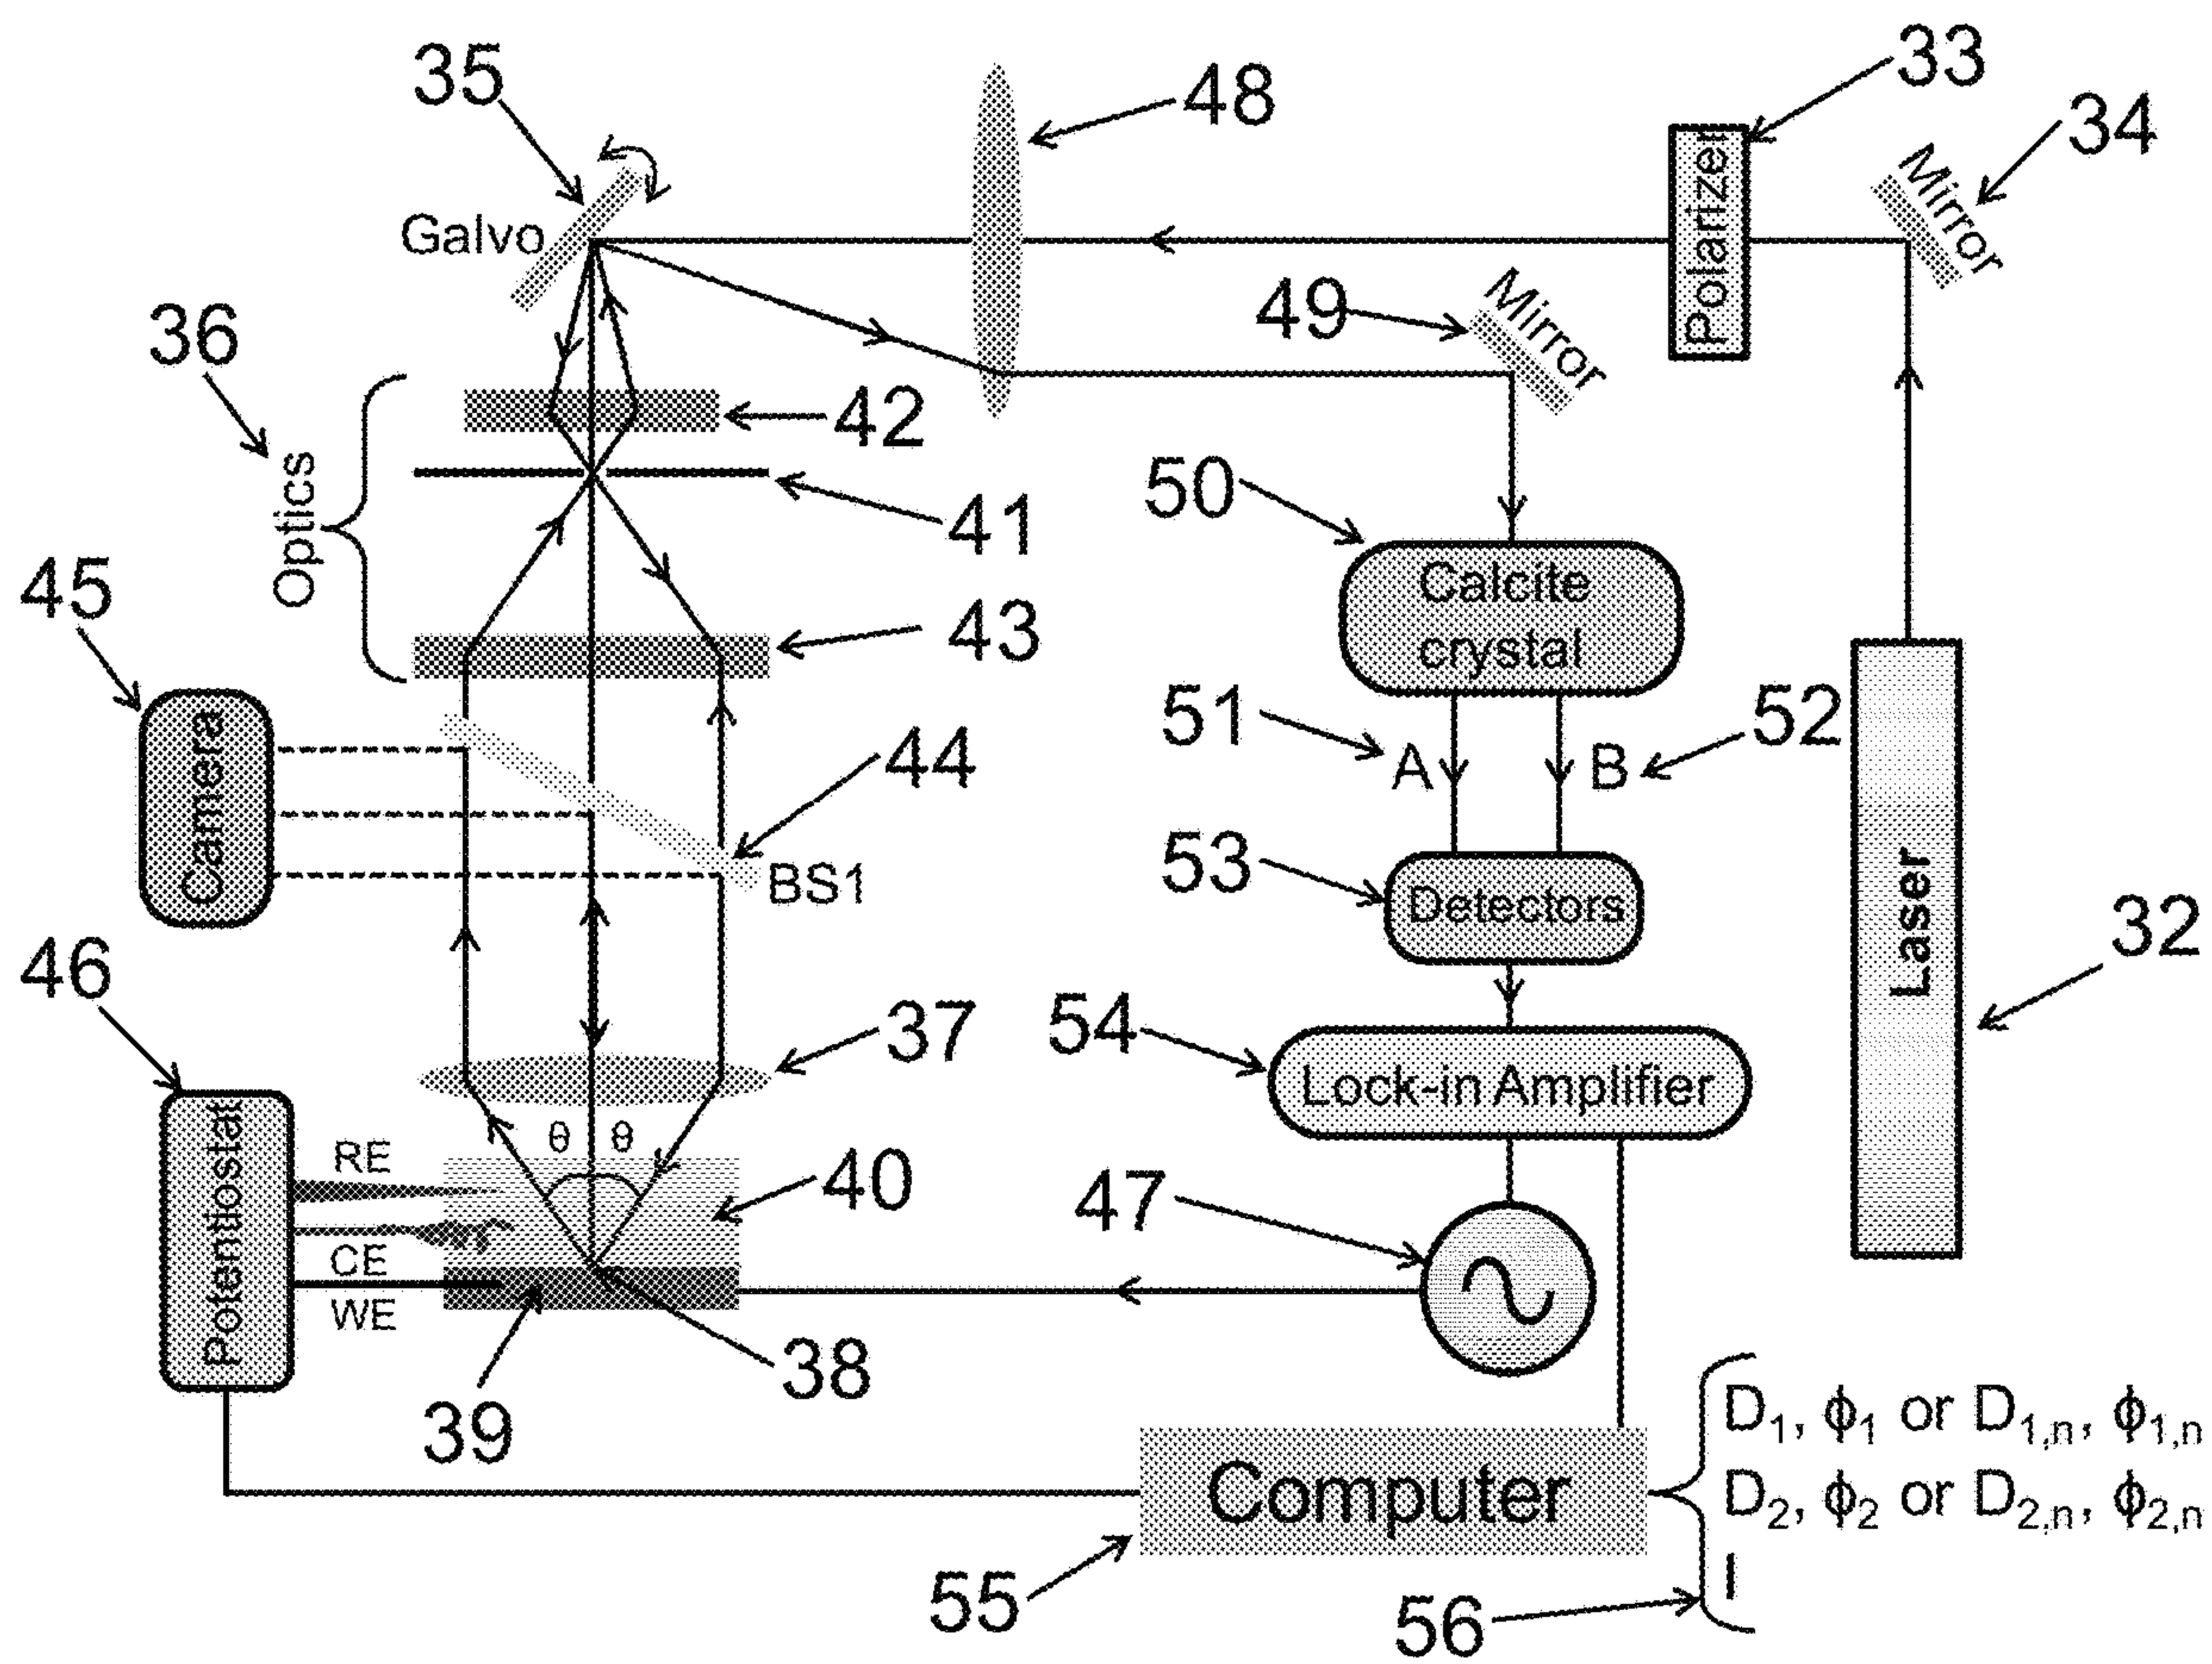 35
48
33
34
Mirror
Polarizer
Galvo
49
Mirror
36
42
50
41
Optics
Calcite
crystal
45
43
51
A
B
52
44
Camera
53
BS1
Detectors
Laser
32
46
37
54
Lock-in Amplifier
θ θ
RE
40
47
Potentiostat
CE
WE
38
39
D1, ϕ1 or D1,n, ϕ1,n
Computer
D2, ϕ2 or D2,n, ϕ2,n
I
55
56